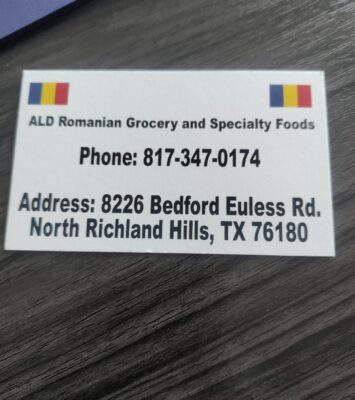 ALD Romanian Grocery and Specialty Foods
Phone: 817-347-0174
Address: 8226 Bedford Euless Rd.
North Richland Hills, TX 76180